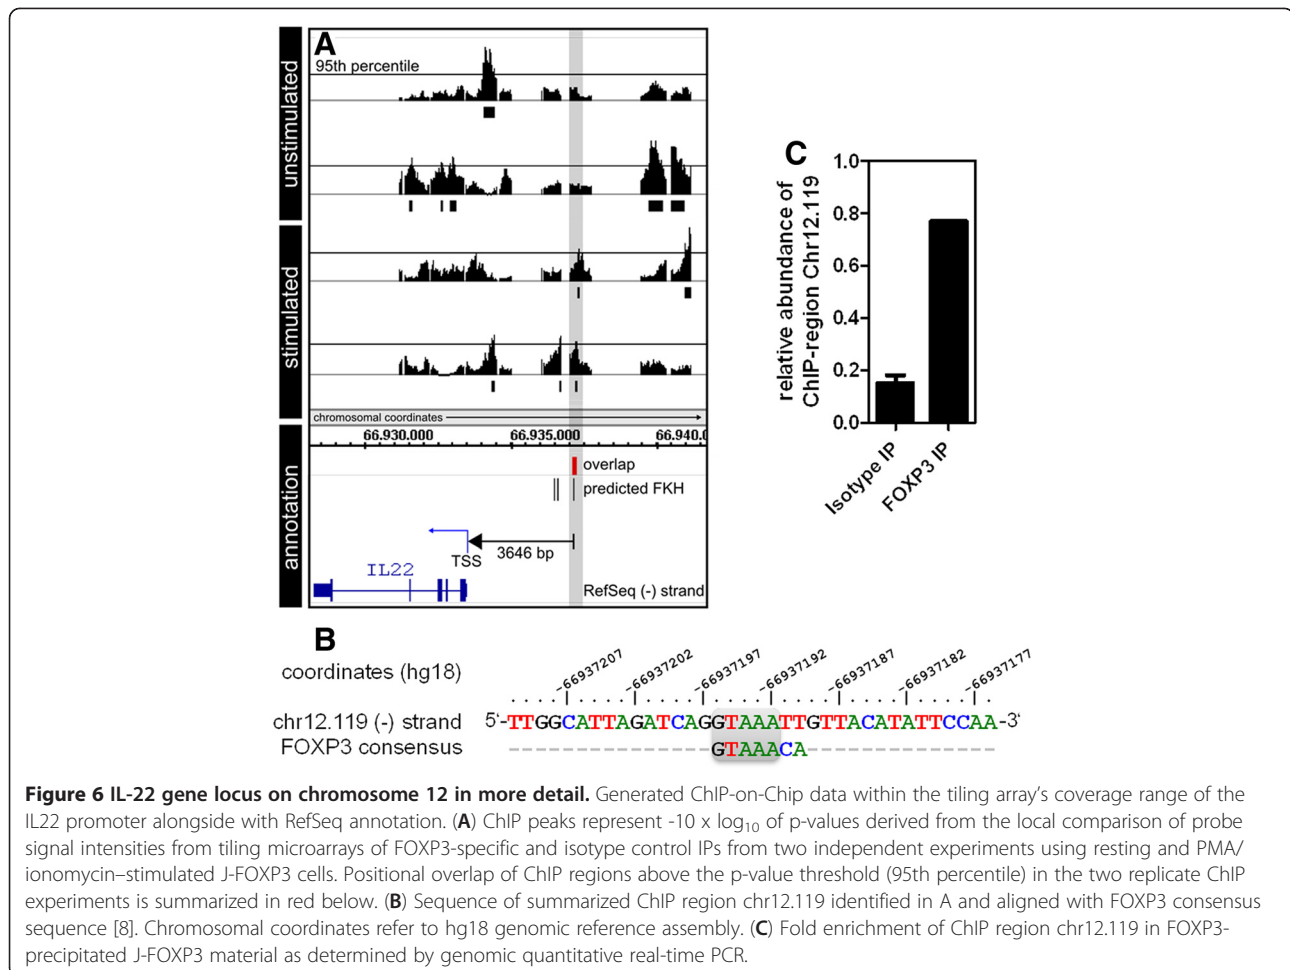 A
95th percentile
unstimulated
stimulated
chromosomal coordinates
66.930.000 66.935.000 66.940.0
annotation
overlap
predicted FKH
3646 bp
TSS
IL22
RefSeq (-) strand
C
relative abundance of
ChIP-region Chr12.119
1.0
0.8
0.6
0.4
0.2
0.0
Isotype IP
FOXP3 IP
B
coordinates (hg18)
-66937207 -66937202 -66937197 -66937192 -66937187 -66937182 -66937177
chr12.119 (-) strand 5'-TTGGCATTAGATCAGGTAAATTGTTACATATTCCAA-3'
FOXP3 consensus GTAAACA
Figure 6 IL-22 gene locus on chromosome 12 in more detail. Generated ChIP-on-Chip data within the tiling array's coverage range of the
IL22 promoter alongside with RefSeq annotation. (A) ChIP peaks represent -10 x log10 of p-values derived from the local comparison of probe
signal intensities from tiling microarrays of FOXP3-specific and isotype control IPs from two independent experiments using resting and PMA/
ionomycin–stimulated J-FOXP3 cells. Positional overlap of ChIP regions above the p-value threshold (95th percentile) in the two replicate ChIP
experiments is summarized in red below. (B) Sequence of summarized ChIP region chr12.119 identified in A and aligned with FOXP3 consensus
sequence [8]. Chromosomal coordinates refer to hg18 genomic reference assembly. (C) Fold enrichment of ChIP region chr12.119 in FOXP3-
precipitated J-FOXP3 material as determined by genomic quantitative real-time PCR.